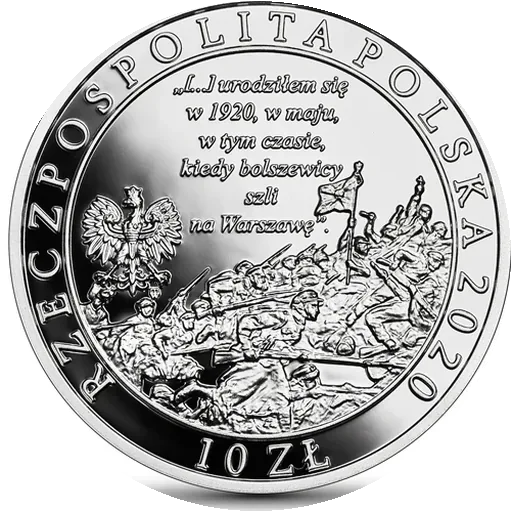 RZECZPOSPOLITA POLSKA 2020
„[...] urodziłem się
w 1920, w maju,
w tym czasie,
kiedy bolszewicy
szli
na Warszawę”.
10 ZŁ